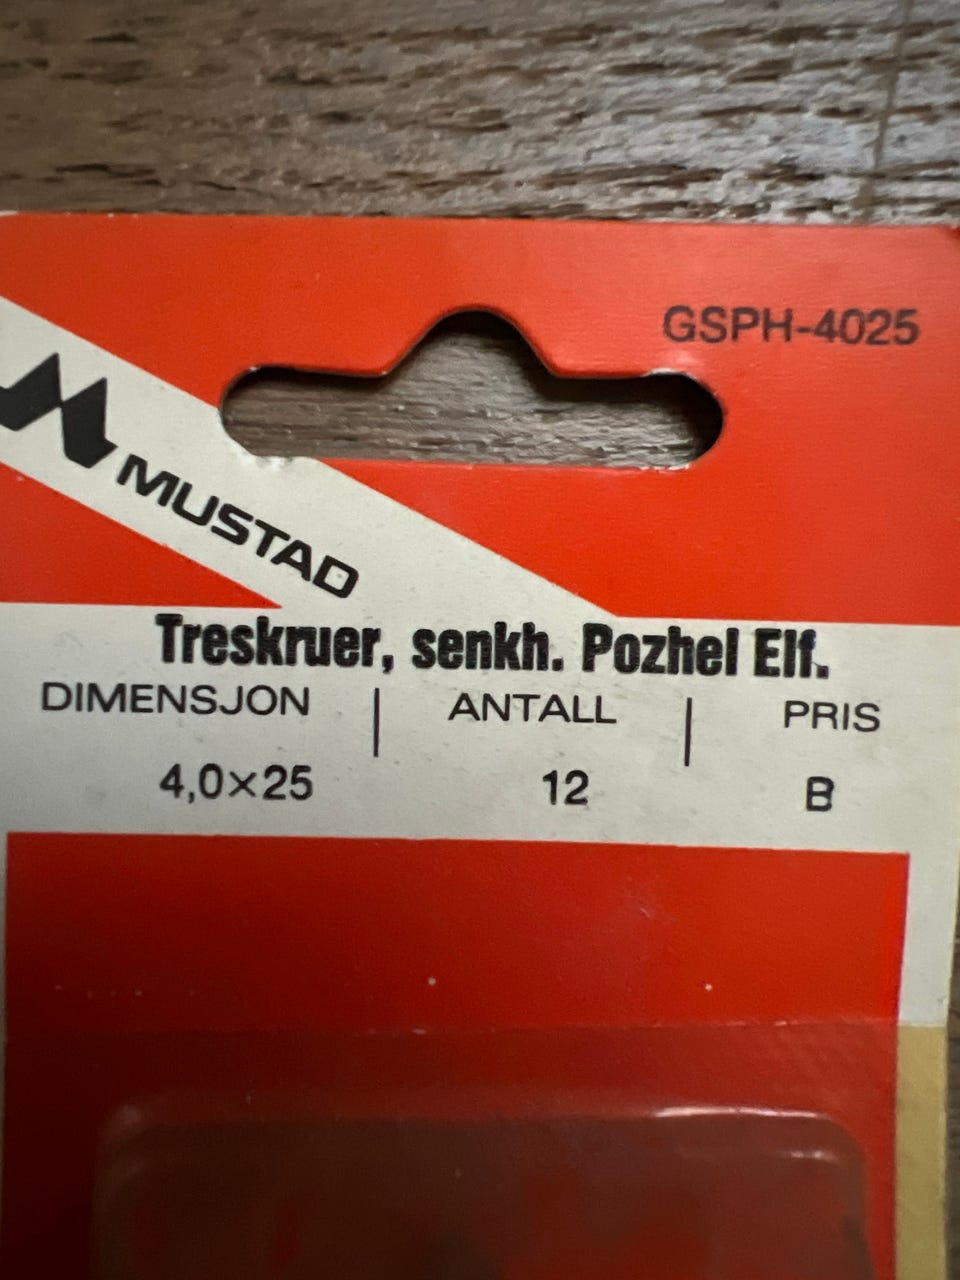 GSPH-4025
MUSTAD
Treskruer, senkh. Pozhel Elf.
DIMENSJON | ANTALL | PRIS
4,0×25 12 B